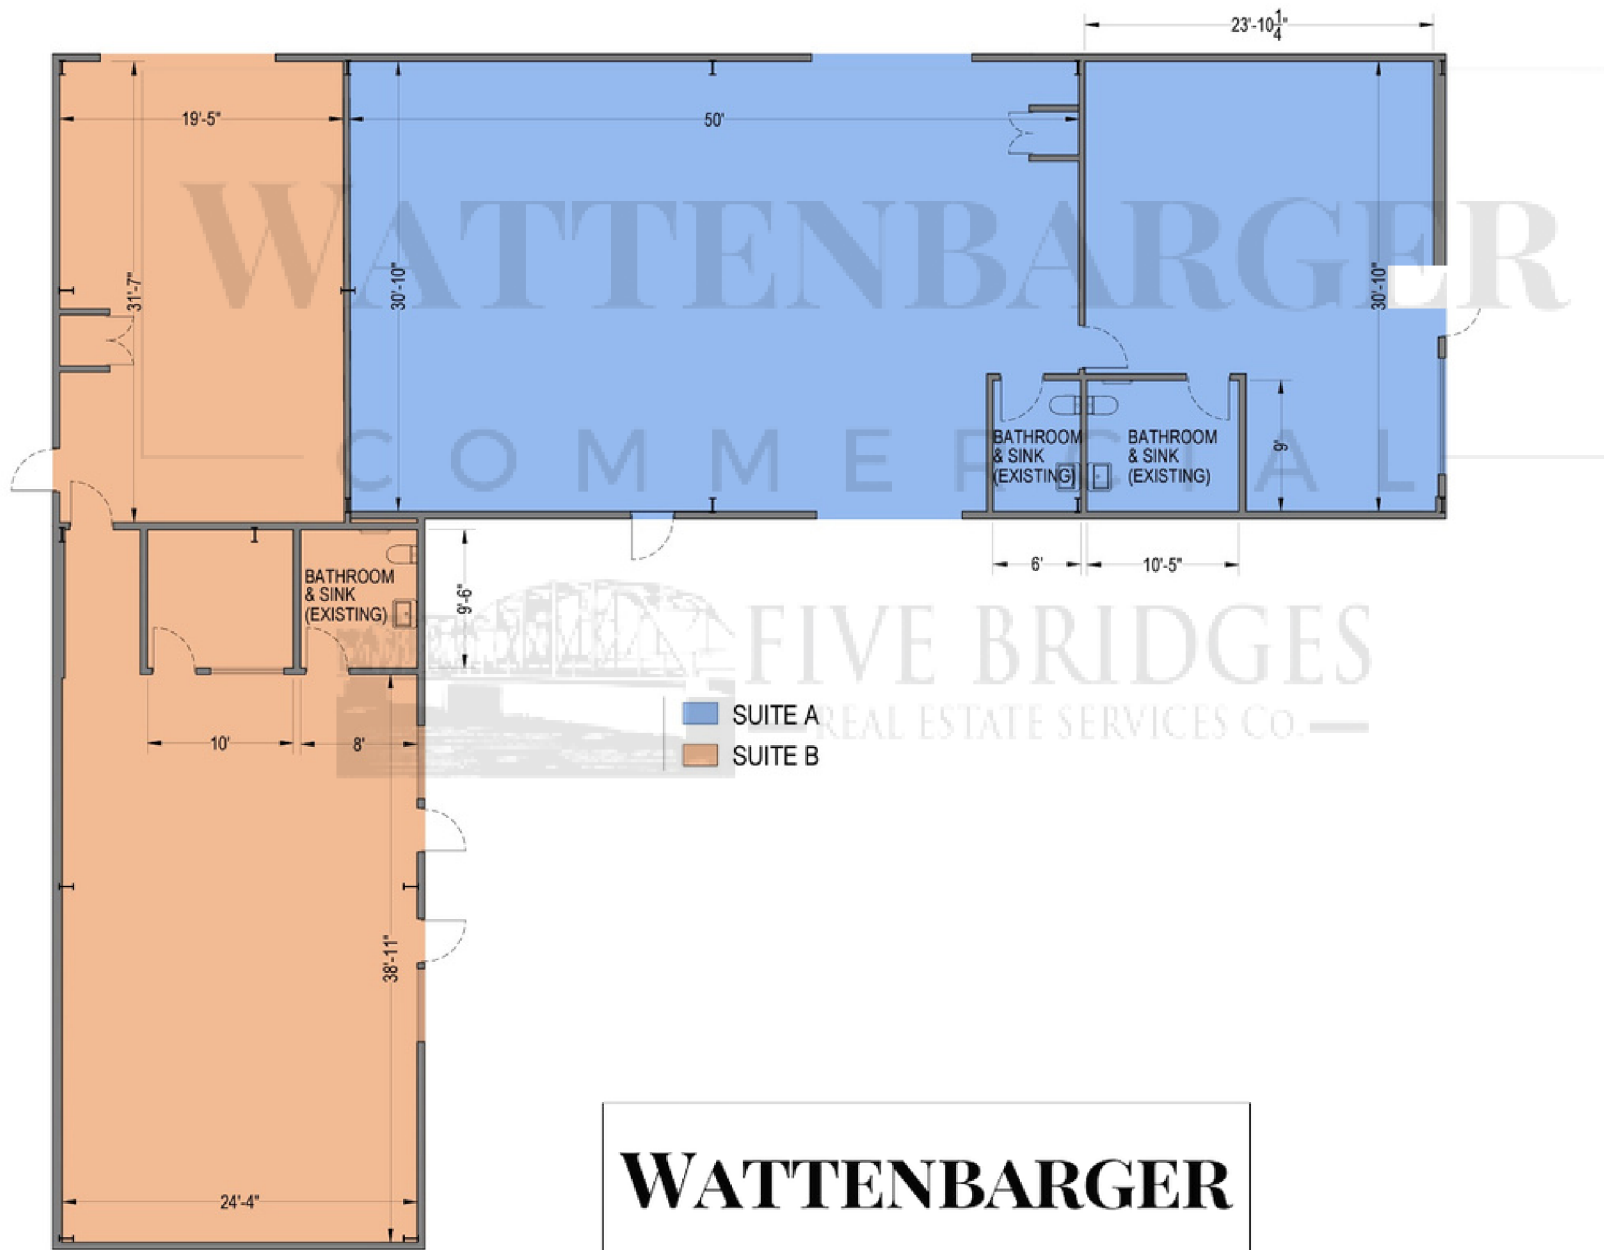 23'-10 1/4"
19'-5"
50'
WATTENBARGER
31'-7"
30'-10"
30'-10"
COMMERCIAL
BATHROOM
& SINK
(EXISTING)
BATHROOM
& SINK
(EXISTING)
9'
6'
10'-5"
BATHROOM
& SINK
(EXISTING)
9'-6"
FIVE BRIDGES
REAL ESTATE SERVICES CO.
SUITE A
SUITE B
10'
8'
38'-11"
24'-4"
WATTENBARGER